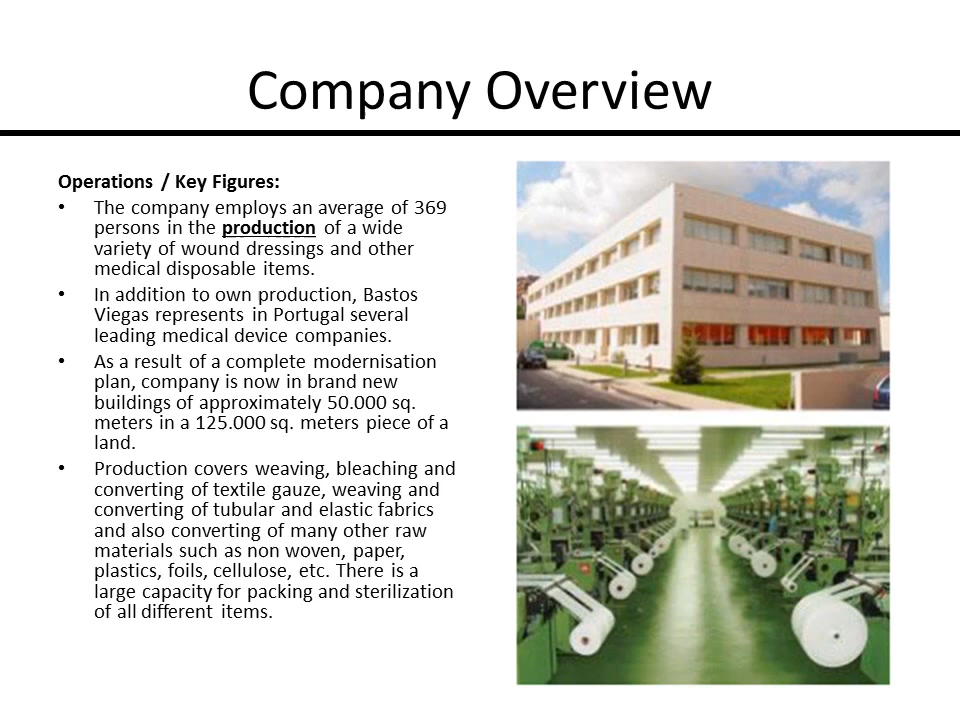 Company Overview
Operations / Key Figures:
• The company employs an average of 369
persons in the production of a wide
variety of wound dressings and other
medical disposable items.
• In addition to own production, Bastos
Viegas represents in Portugal several
leading medical device companies.
• As a result of a complete modernisation
plan, company is now in brand new
buildings of approximately 50.000 sq.
meters in a 125.000 sq. meters piece of a
land.
• Production covers weaving, bleaching and
converting of textile gauze, weaving and
converting of tubular and elastic fabrics
and also converting of many other raw
materials such as non woven, paper,
plastics, foils, cellulose, etc. There is a
large capacity for packing and sterilization
of all different items.